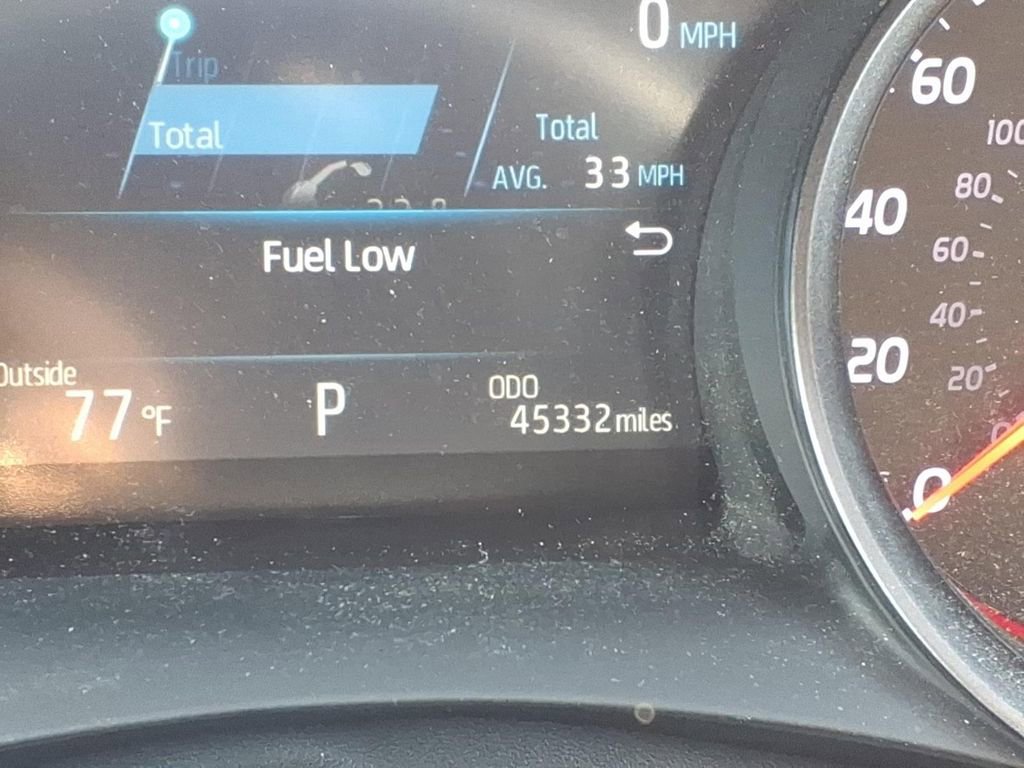 0 MPH
Trip
Total
Total
AVG. 33 MPH
Fuel Low
Outside
77 °F
P
ODO
45332 miles
60
40
20
0
100
80
60
40
20
0